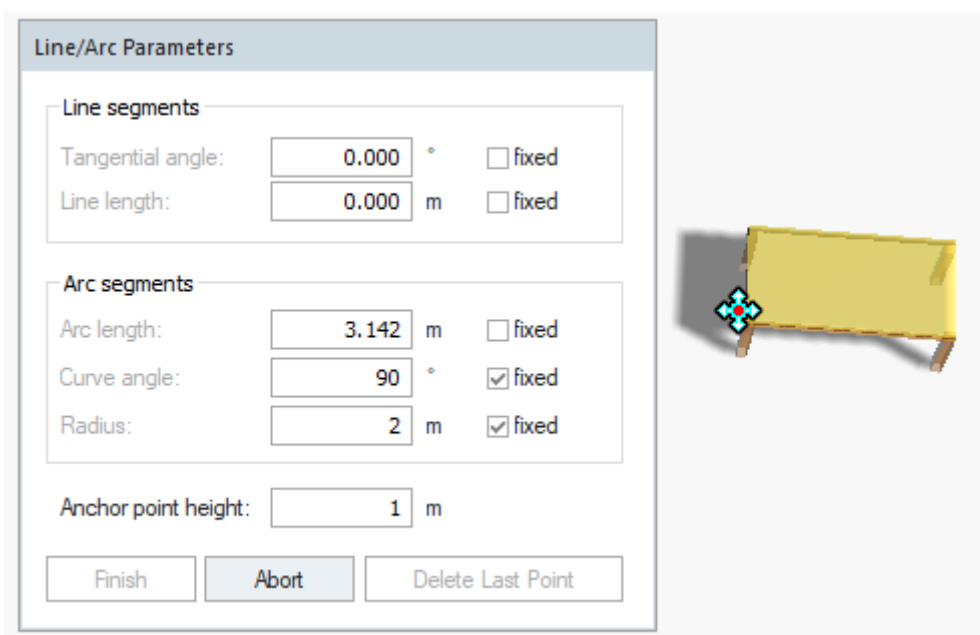 Line/Arc Parameters
Line segments
Tangential angle: 0.000 ° fixed
Line length: 0.000 m fixed
Arc segments
Arc length: 3.142 m fixed
Curve angle: 90 ° fixed
Radius: 2 m fixed
Anchor point height: 1 m
Finish Abort Delete Last Point